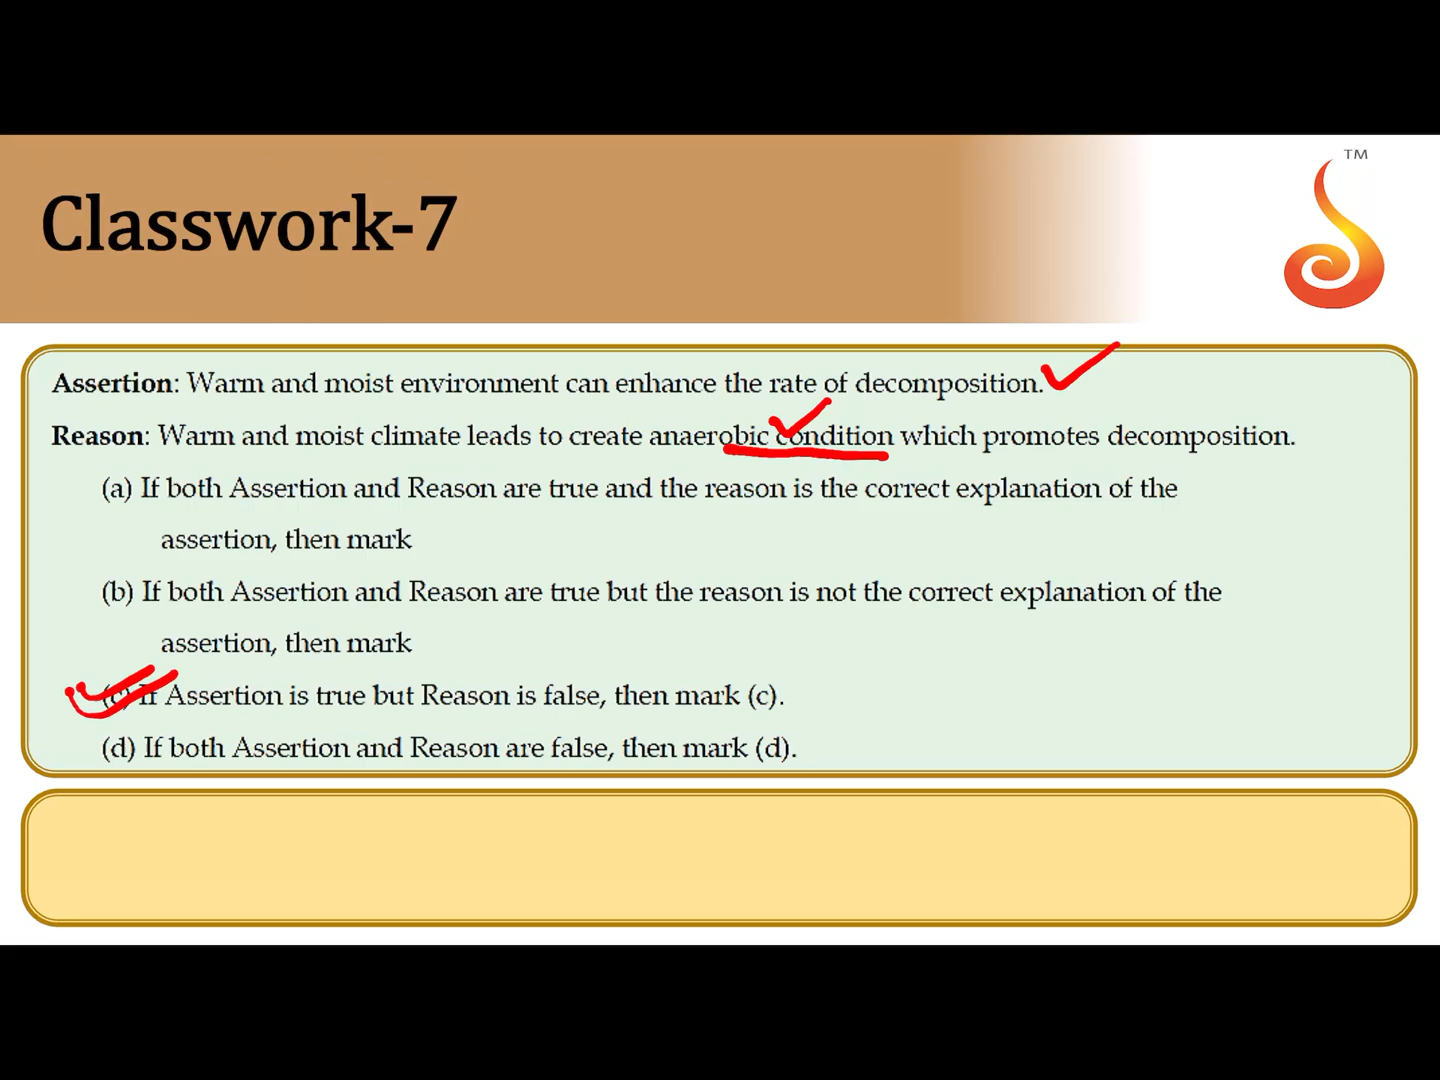 TM
Classwork-7
Assertion: Warm and moist environment can enhance the rate of decomposition.
Reason: Warm and moist climate leads to create anaerobic condition which promotes decomposition.
(a) If both Assertion and Reason are true and the reason is the correct explanation of the
assertion, then mark
(b) If both Assertion and Reason are true but the reason is not the correct explanation of the
assertion, then mark
(c) If Assertion is true but Reason is false, then mark (c).
(d) If both Assertion and Reason are false, then mark (d).